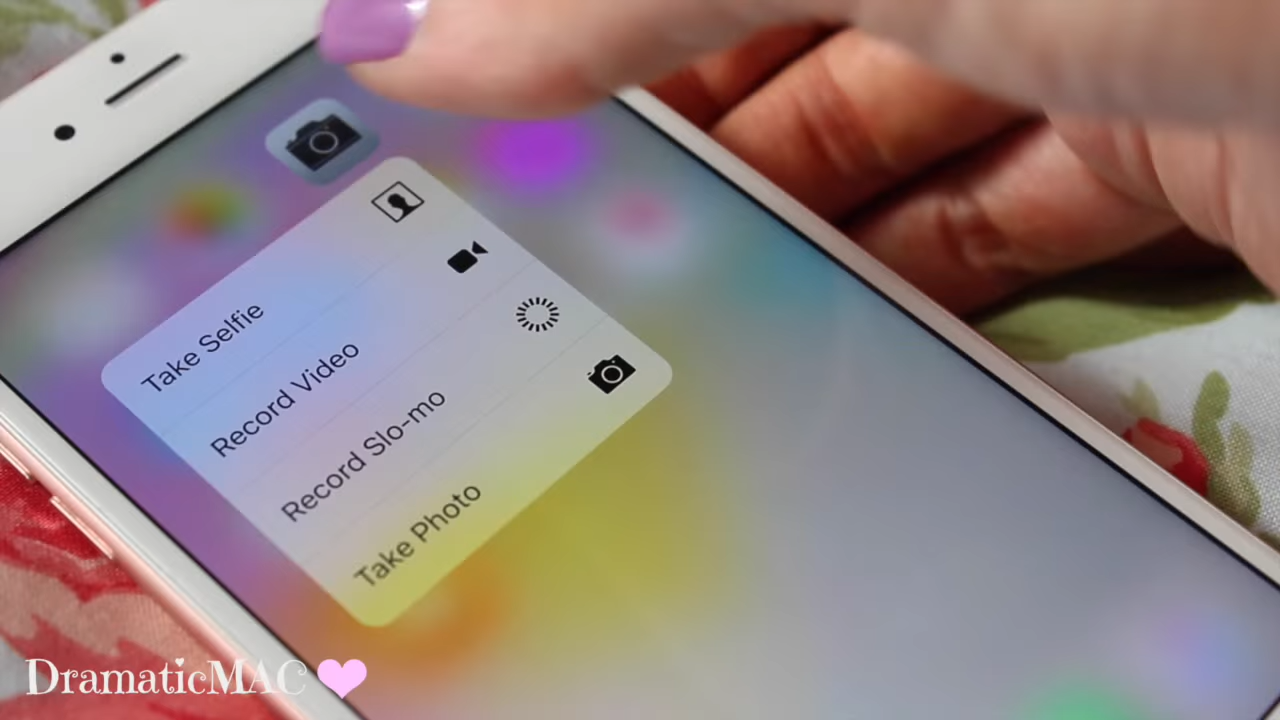 Take Selfie
Record Video
Record Slo-mo
Take Photo
DramaticMAC